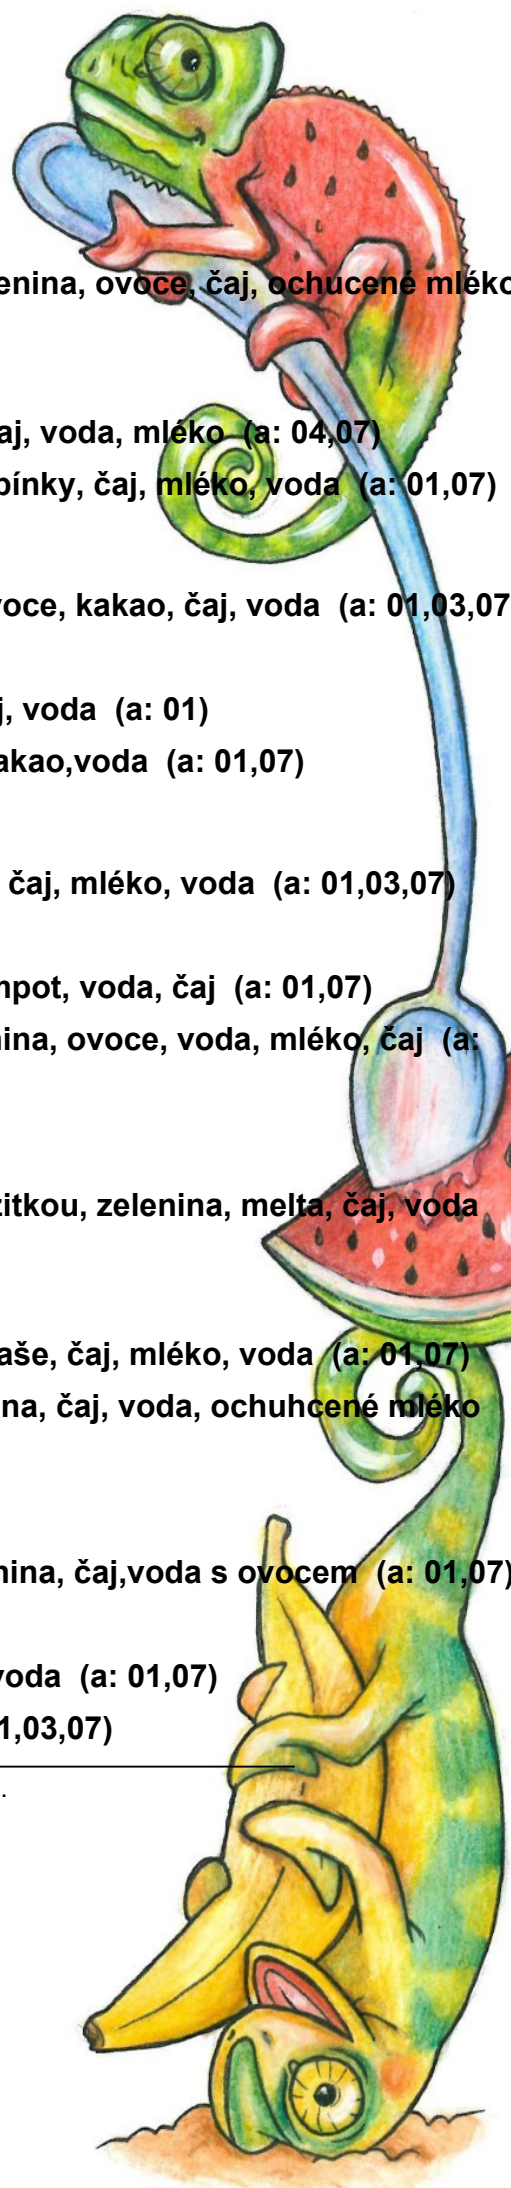 enina, ovoce, čaj, ochucené mléko
aj, voda, mléko (a: 04,07)
pínky, čaj, mléko, voda (a: 01,07)
voce, kakao, čaj, voda (a: 01,03,07
j, voda (a: 01)
akao,voda (a: 01,07)
čaj, mléko, voda (a: 01,03,07)
mpot, voda, čaj (a: 01,07)
nina, ovoce, voda, mléko, čaj (a:
zitkou, zelenina, melta, čaj, voda
aše, čaj, mléko, voda (a: 01,07)
na, čaj, voda, ochuhcené mléko
nina, čaj,voda s ovocem (a: 01,07)
voda (a: 01,07)
1,03,07)
.